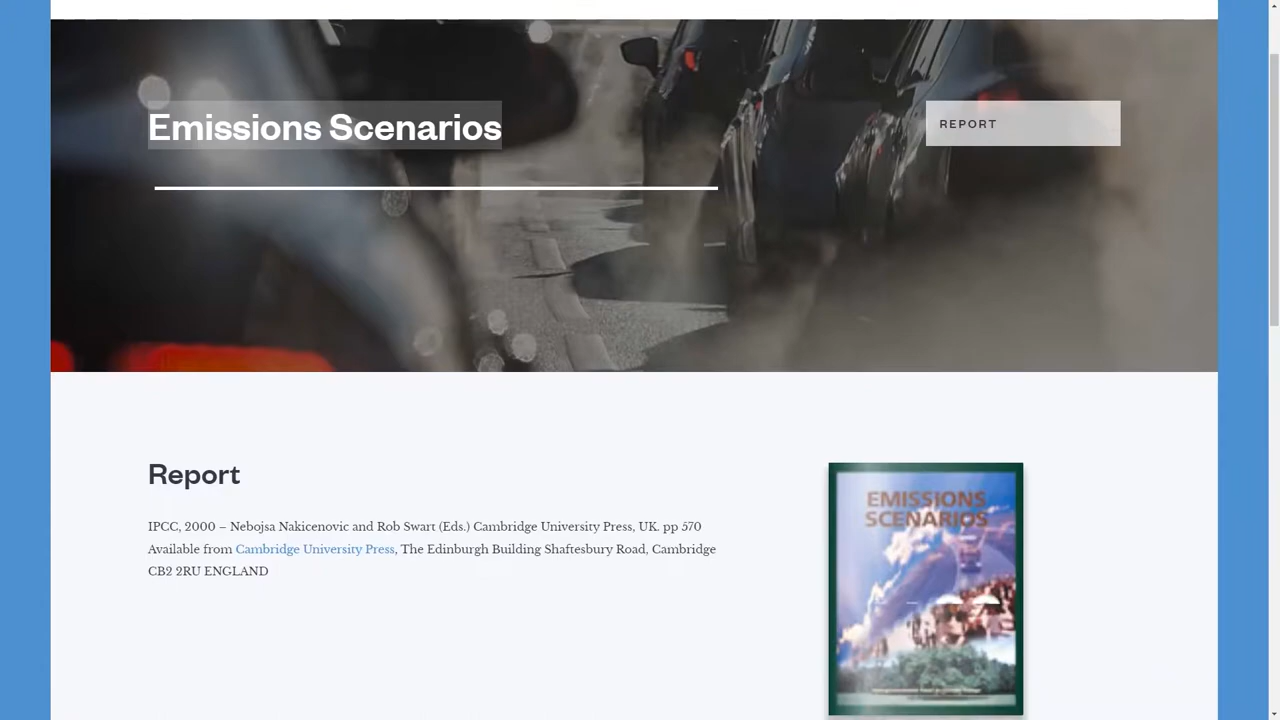 Emissions Scenarios
REPORT
Report
IPCC, 2000 – Nebojsa Nakicenovic and Rob Swart (Eds.) Cambridge University Press, UK. pp 570
Available from Cambridge University Press, The Edinburgh Building Shaftesbury Road, Cambridge
CB2 2RU ENGLAND
EMISSIONS
SCENARIOS